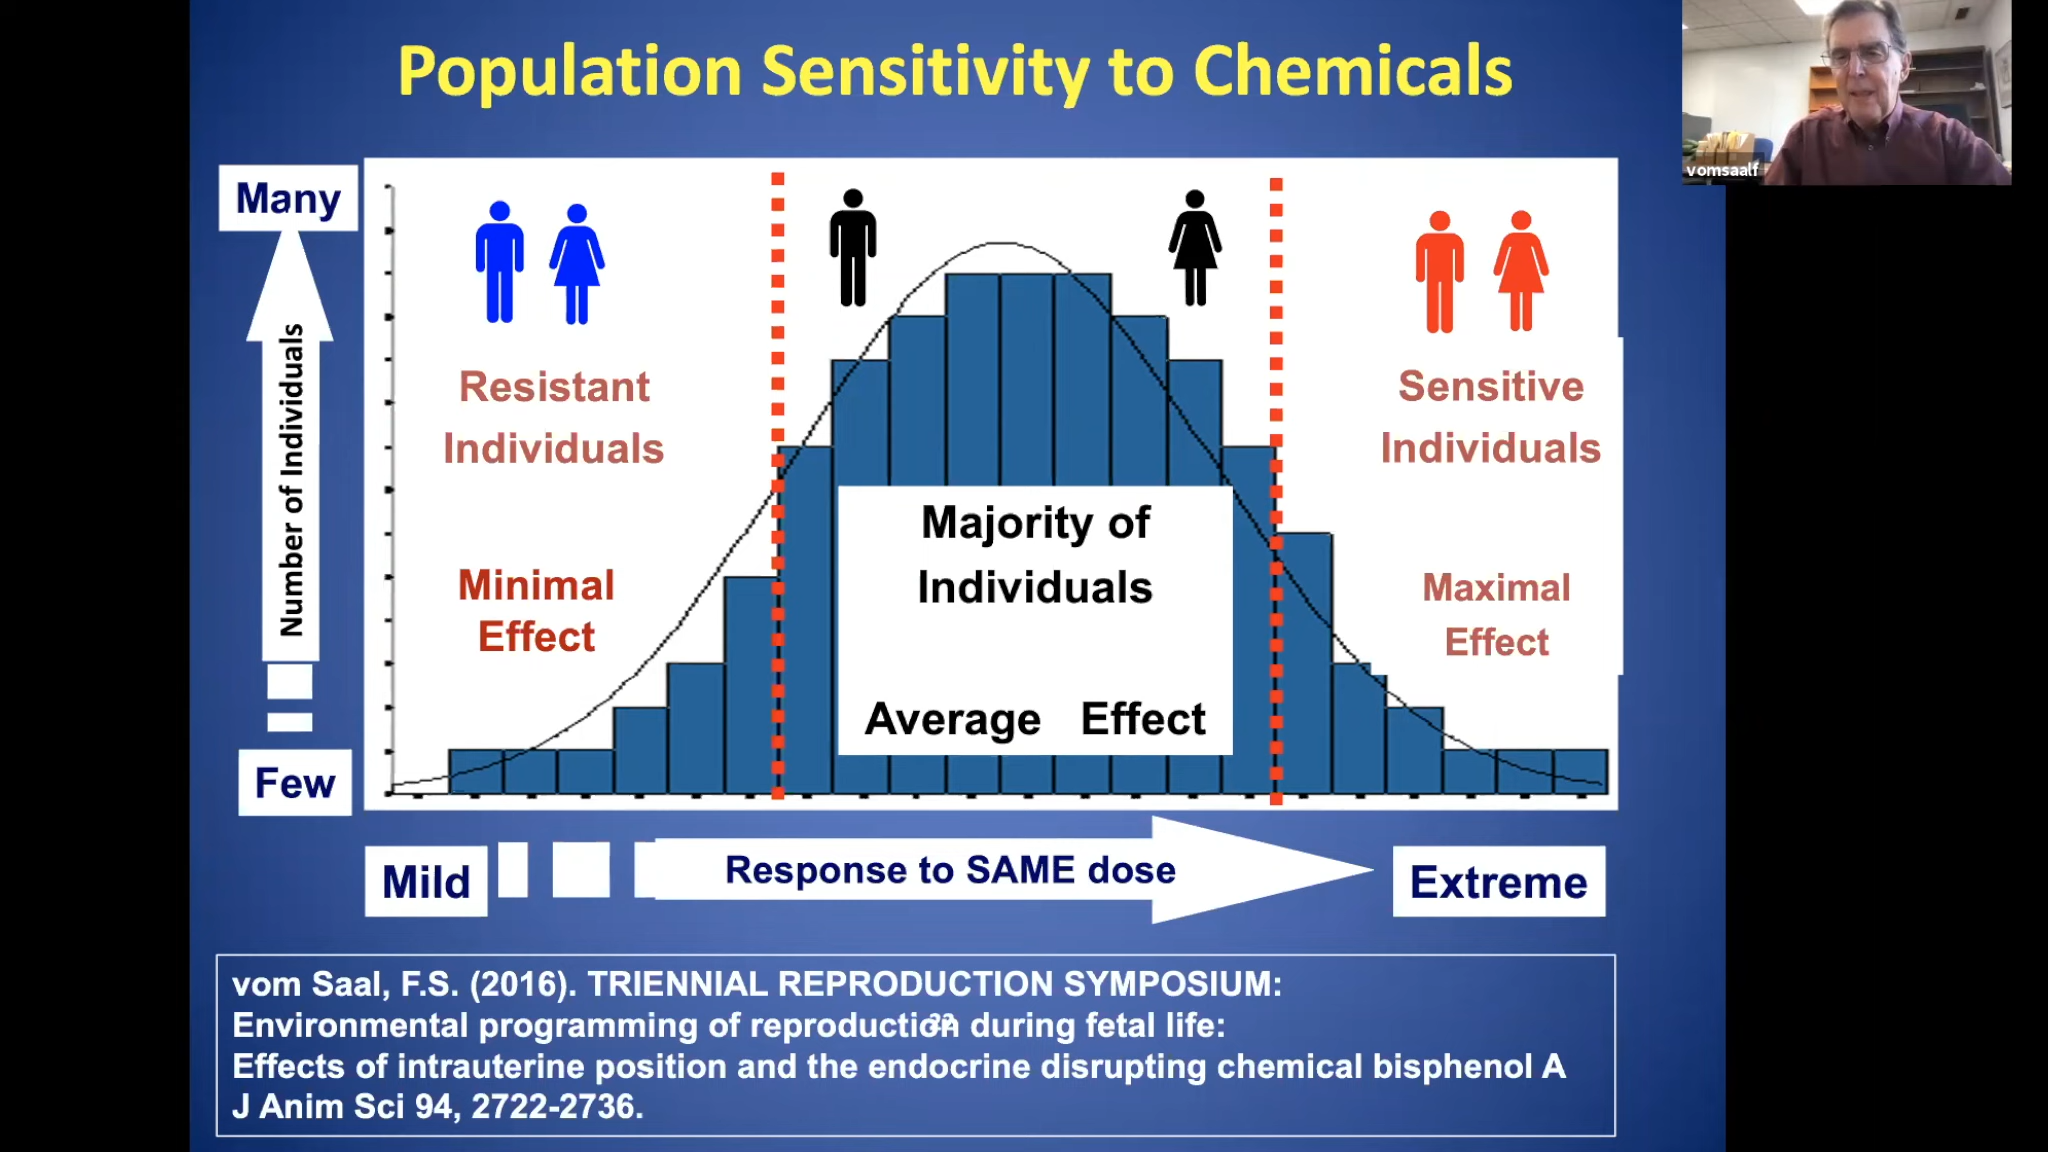 Population Sensitivity to Chemicals
vomsaalf
Many
Number of Individuals
Few
Resistant
Individuals
Minimal
Effect
Majority of
Individuals
Average Effect
Sensitive
Individuals
Maximal
Effect
Mild
Response to SAME dose
Extreme
vom Saal, F.S. (2016). TRIENNIAL REPRODUCTION SYMPOSIUM:
Environmental programming of reproduction during fetal life:
22
Effects of intrauterine position and the endocrine disrupting chemical bisphenol A
J Anim Sci 94, 2722-2736.